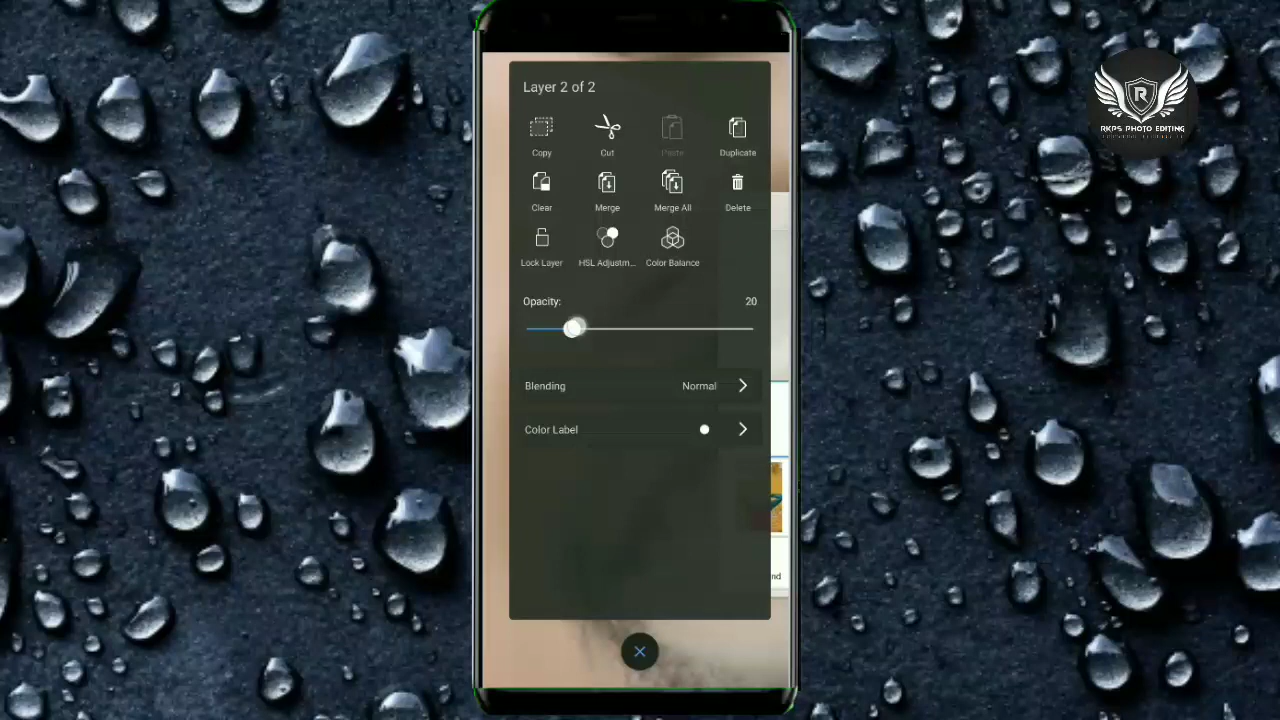 Layer 2 of 2
Copy
Cut
Paste
Duplicate
Clear
Merge
Merge All
Delete
Lock Layer
HSL Adjustm...
Color Balance
Opacity:
20
Blending
Normal
Color Label
nd
R
RKPS PHOTO EDITING